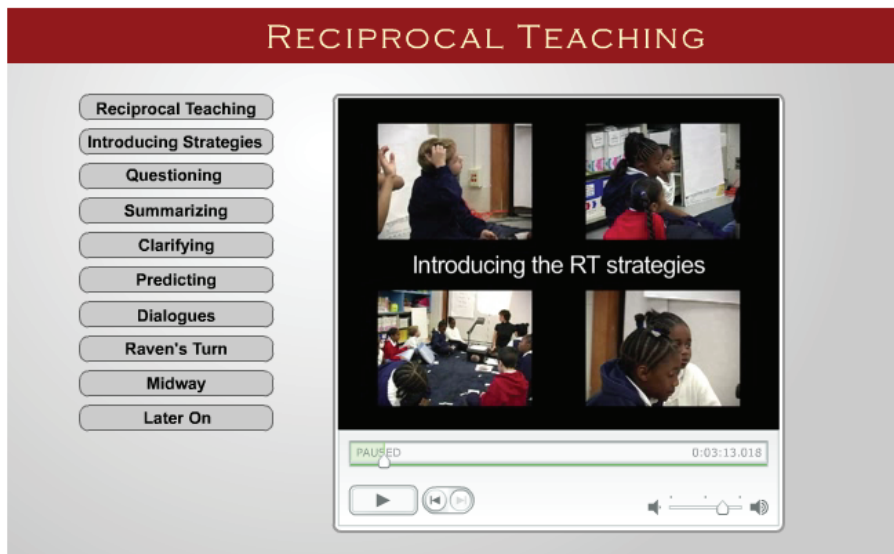 RECIPROCAL TEACHING
Reciprocal Teaching
Introducing Strategies
Questioning
Summarizing
Clarifying
Predicting
Dialogues
Raven's Turn
Midway
Later On
Introducing the RT strategies
PAUSED
0:03:13.018